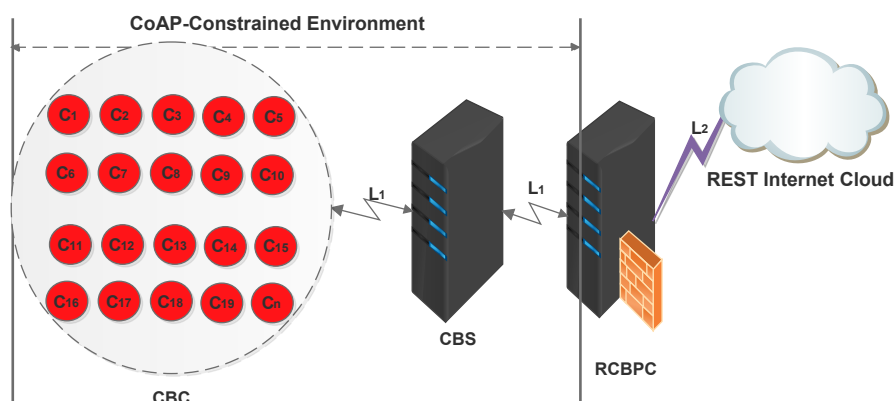 CoAP-Constrained Environment
C1 C2 C3 C4 C5
C6 C7 C8 C9 C10
C11 C12 C13 C14 C15
C16 C17 C18 C19 Cn
CBC
L1
CBS
L1
RCBPC
L2
REST Internet Cloud